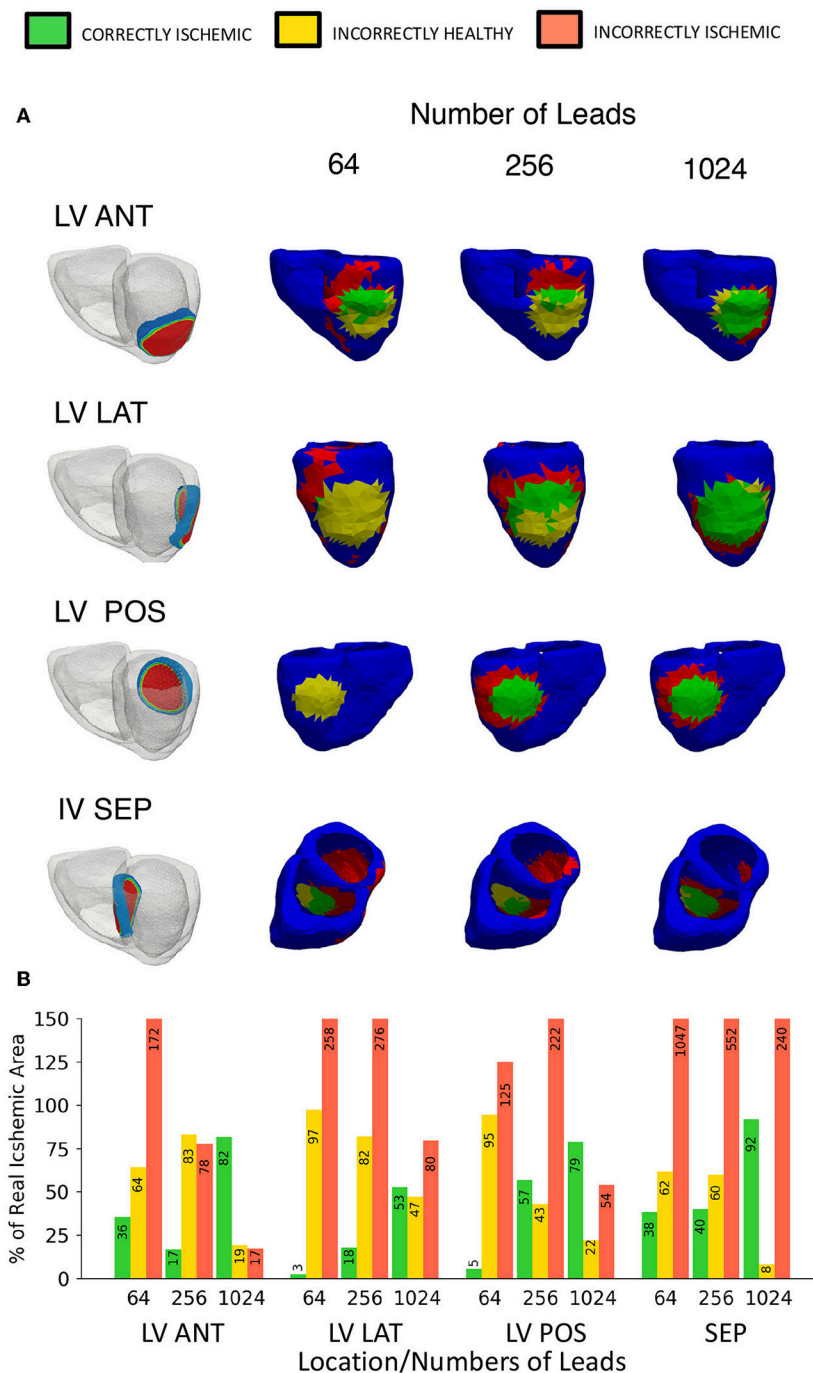 CORRECTLY ISCHEMIC INCORRECTLY HEALTHY INCORRECTLY ISCHEMIC
A
Number of Leads
64 256 1024
LV ANT
LV LAT
LV POS
IV SEP
B
% of Real Icshemic Area
150
125
100
75
50
25
0
36 64 172 17 83 78 82 19 17
3 97 258 18 82 276 53 47 80
5 95 125 57 43 222 79 22 54
38 62 1047 40 60 552 92 8 240
64 256 1024 64 256 1024 64 256 1024 64 256 1024
LV ANT LV LAT LV POS SEP
Location/Numbers of Leads